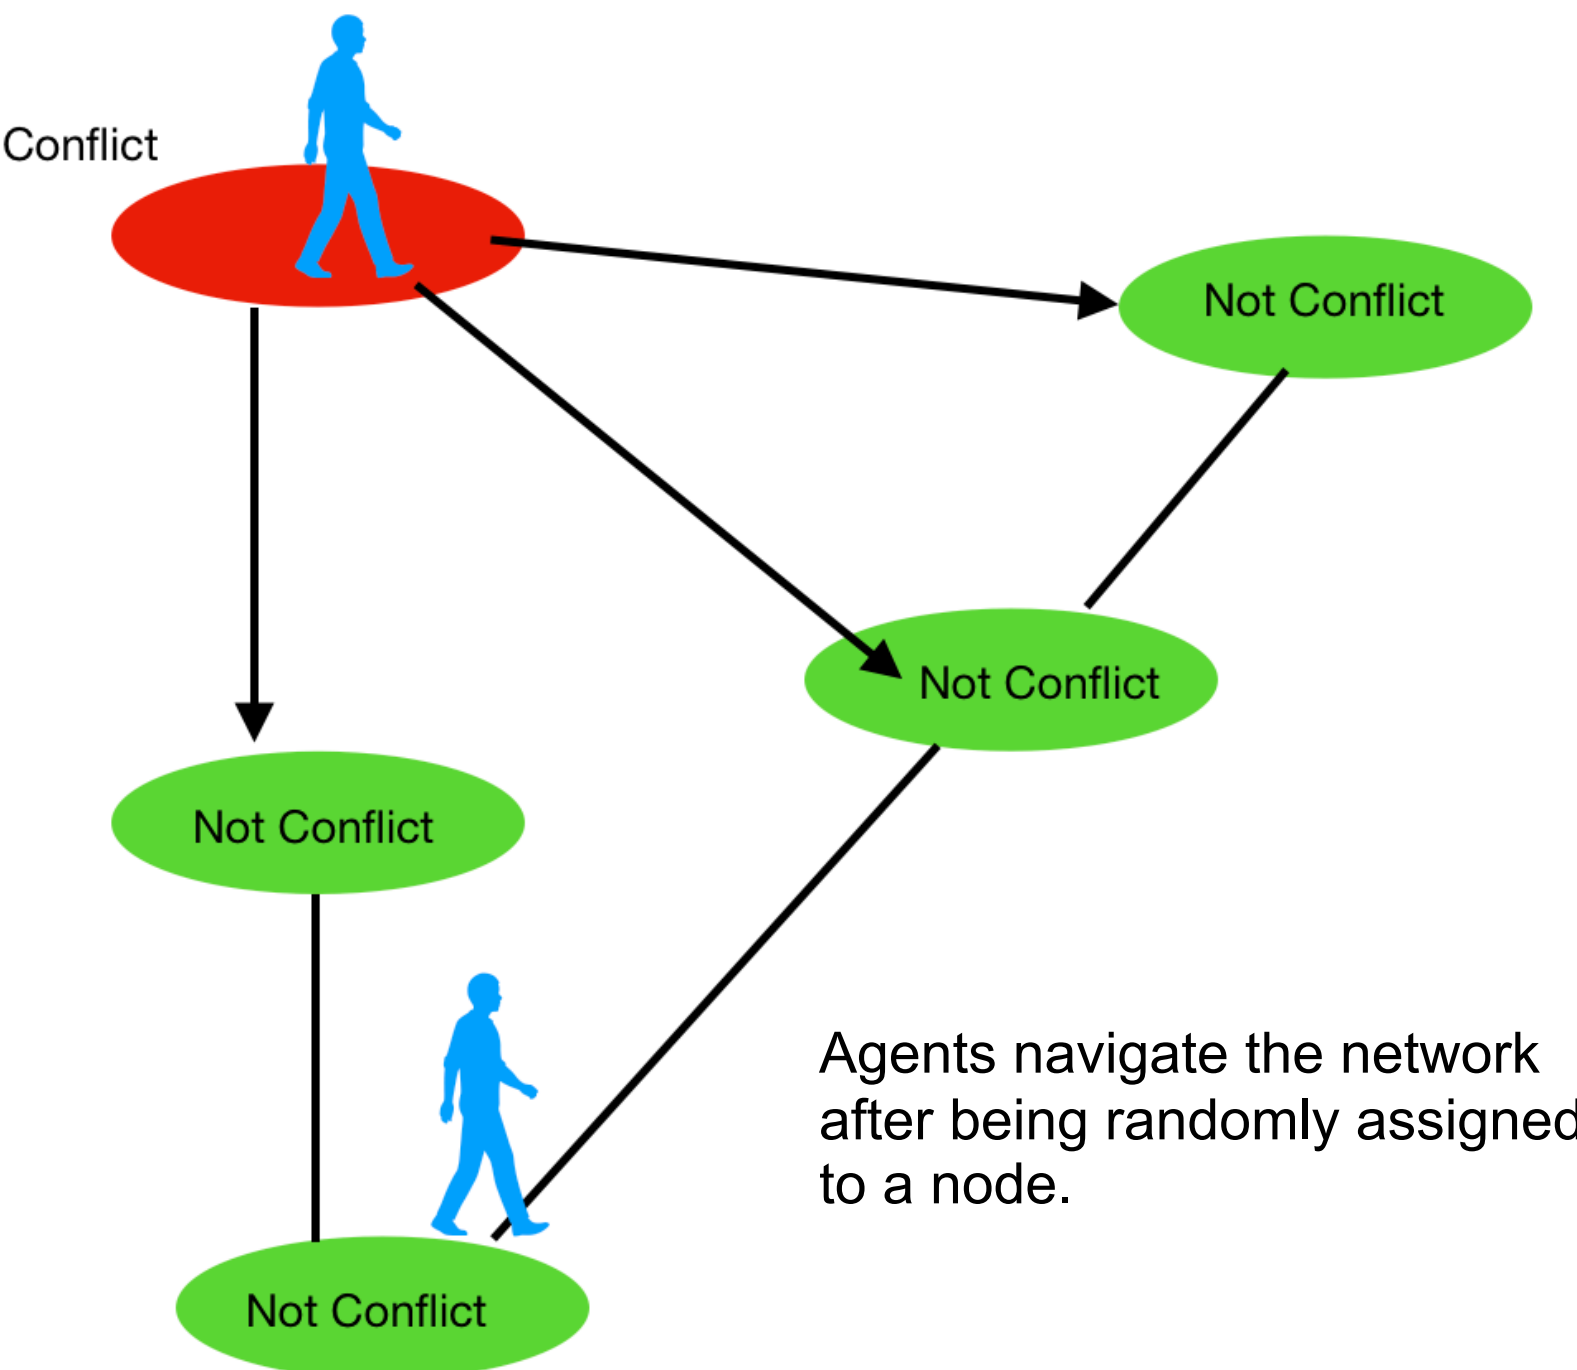 Conflict
Not Conflict
Not Conflict
Not Conflict
Agents navigate the network
after being randomly assigned
to a node.
Not Conflict